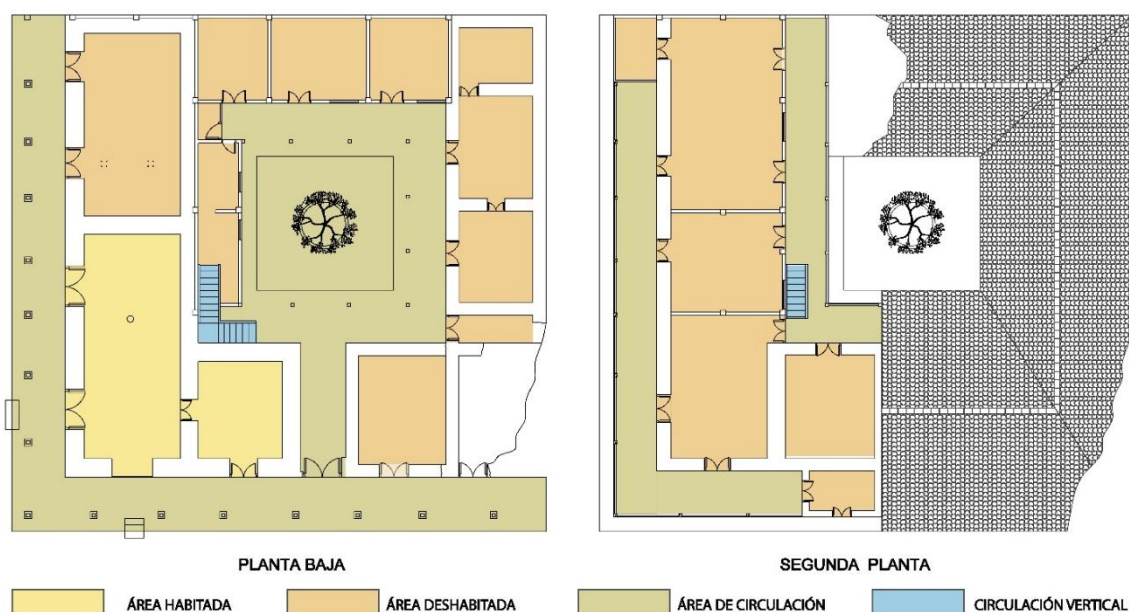 PLANTA BAJA
SEGUNDA PLANTA
ÁREA HABITADA
ÁREA DESHABITADA
ÁREA DE CIRCULACIÓN
CIRCULACIÓN VERTICAL